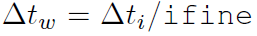 Δt_w = Δt_i/ifine